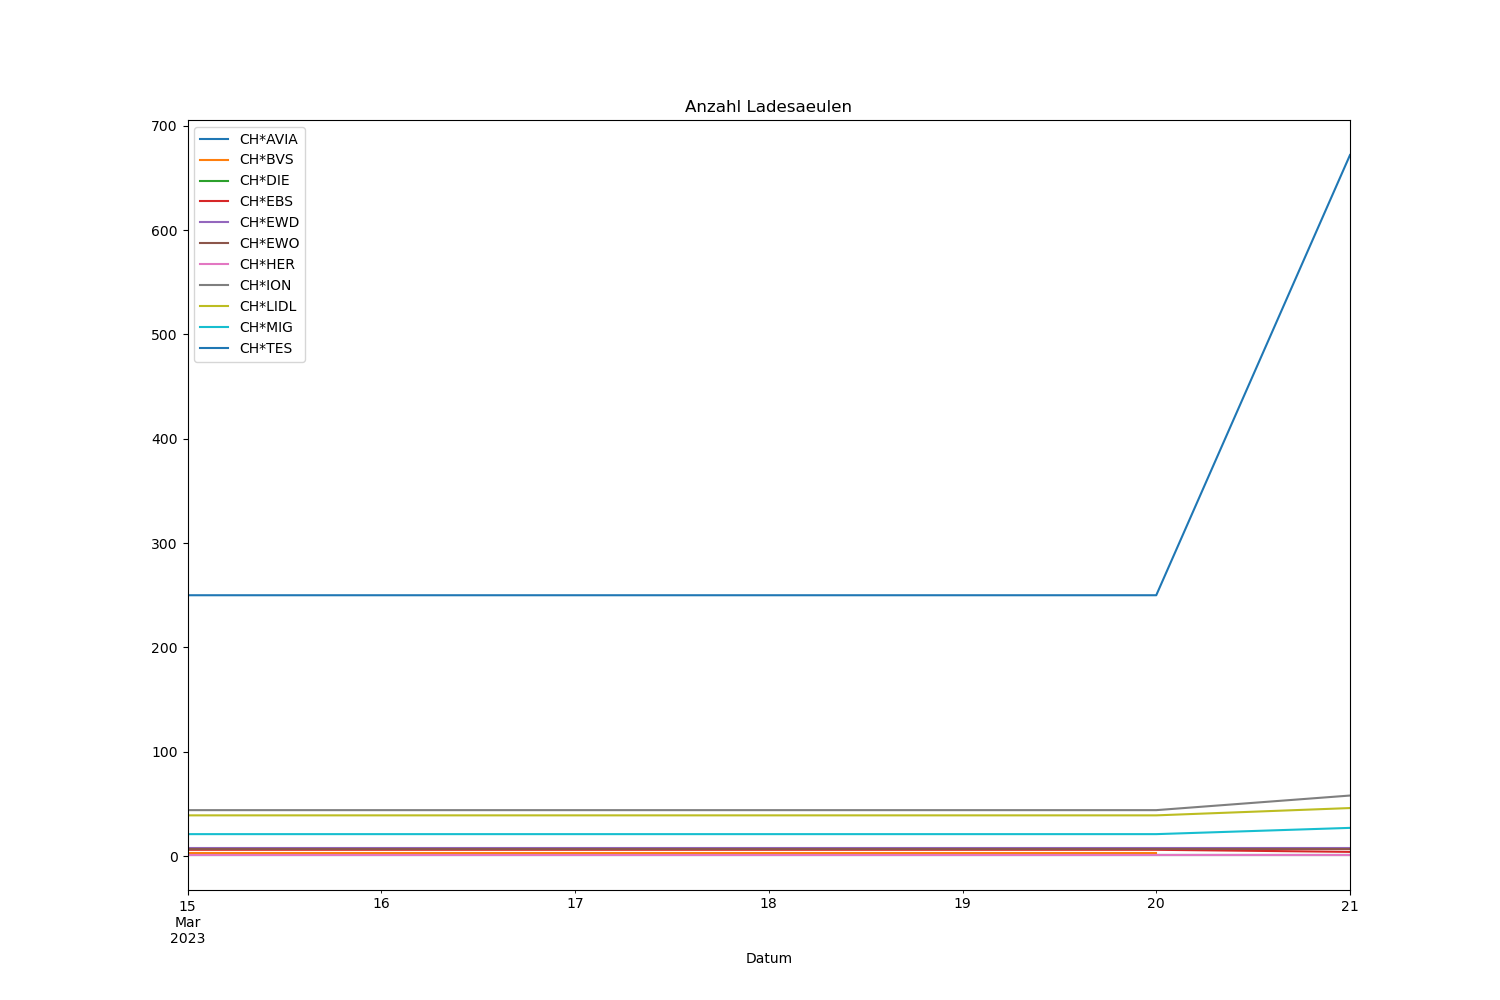 Anzahl Ladesaeulen
700
600
500
400
300
200
100
0
CH*AVIA
CH*BVS
CH*DIE
CH*EBS
CH*EWD
CH*EWO
CH*HER
CH*ION
CH*LIDL
CH*MIG
CH*TES
15 16 17 18 19 20 21
Mar
2023
Datum